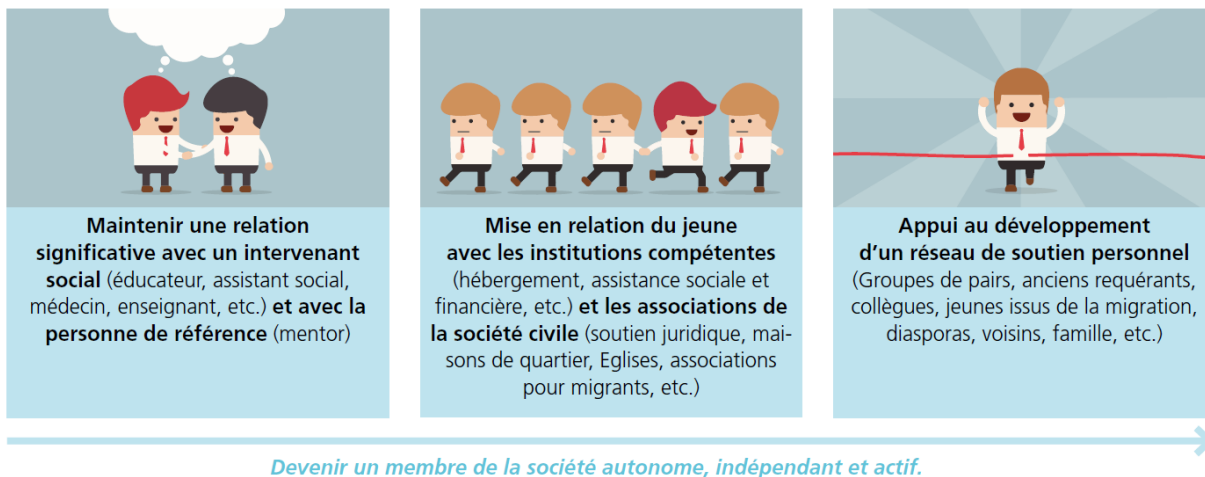 Maintenir une relation
significative avec un intervenant
social (éducateur, assistant social,
médecin, enseignant, etc.) et avec la
personne de référence (mentor)
Mise en relation du jeune
avec les institutions compétentes
(hébergement, assistance sociale et
financière, etc.) et les associations de
la société civile (soutien juridique, mai-
sons de quartier, Eglises, associations
pour migrants, etc.)
Appui au développement
d'un réseau de soutien personnel
(Groupes de pairs, anciens requérants,
collègues, jeunes issus de la migration,
diasporas, voisins, famille, etc.)
Devenir un membre de la société autonome, indépendant et actif.